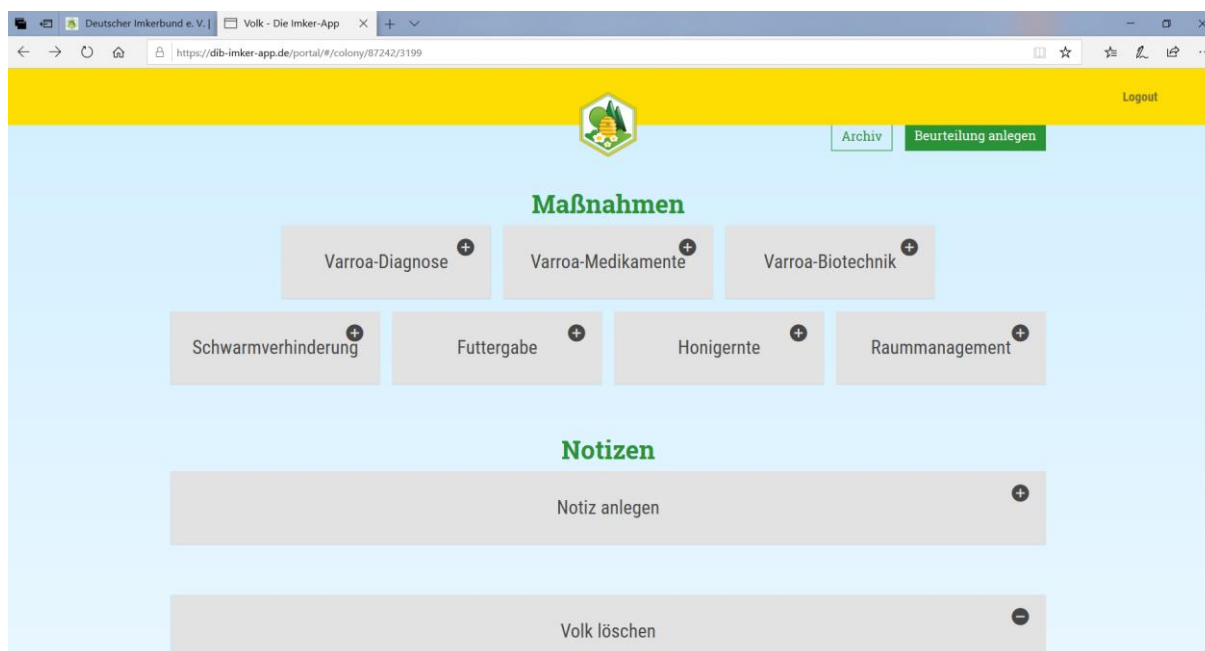 Deutscher Imkerbund e. V. |
Volk - Die Imker-App
https://dib-imker-app.de/portal/#/colony/87242/3199
Logout
Archiv
Beurteilung anlegen
Maßnahmen
Varroa-Diagnose
Varroa-Medikamente
Varroa-Biotechnik
Schwarmverhinderung
Futtergabe
Honigernte
Raummanagement
Notizen
Notiz anlegen
Volk löschen